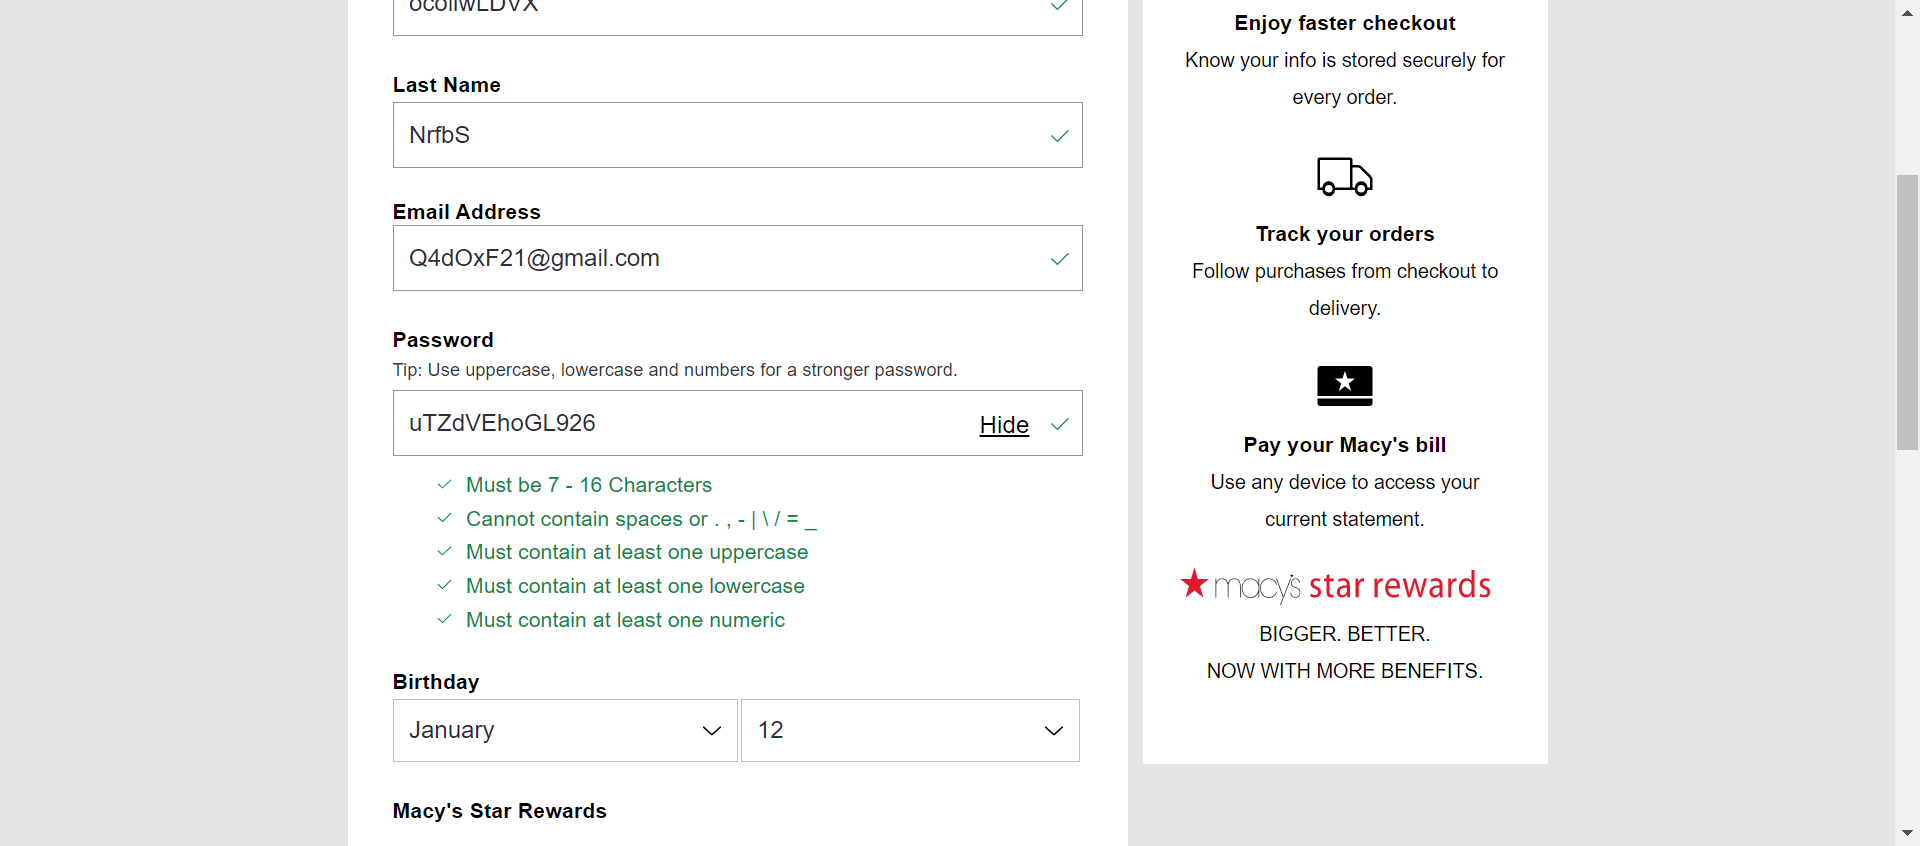 Last Name
NrfbS
Email Address
Q4dOxF21@gmail.com
Password
Tip: Use uppercase, lowercase and numbers for a stronger password.
uTZdVEhoGL926
Hide
Must be 7 - 16 Characters
Cannot contain spaces or . , - | \ / = _
Must contain at least one uppercase
Must contain at least one lowercase
Must contain at least one numeric
Birthday
January
12
Macy's Star Rewards
Enjoy faster checkout
Know your info is stored securely for
every order.
Track your orders
Follow purchases from checkout to
delivery.
Pay your Macy's bill
Use any device to access your
current statement.
macy's star rewards
BIGGER. BETTER.
NOW WITH MORE BENEFITS.